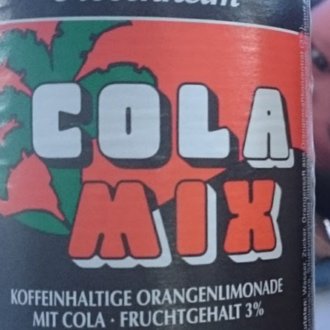 COLA
MIX
KOFFEINHALTIGE ORANGENLIMONADE
MIT COLA · FRUCHTGEHALT 3%